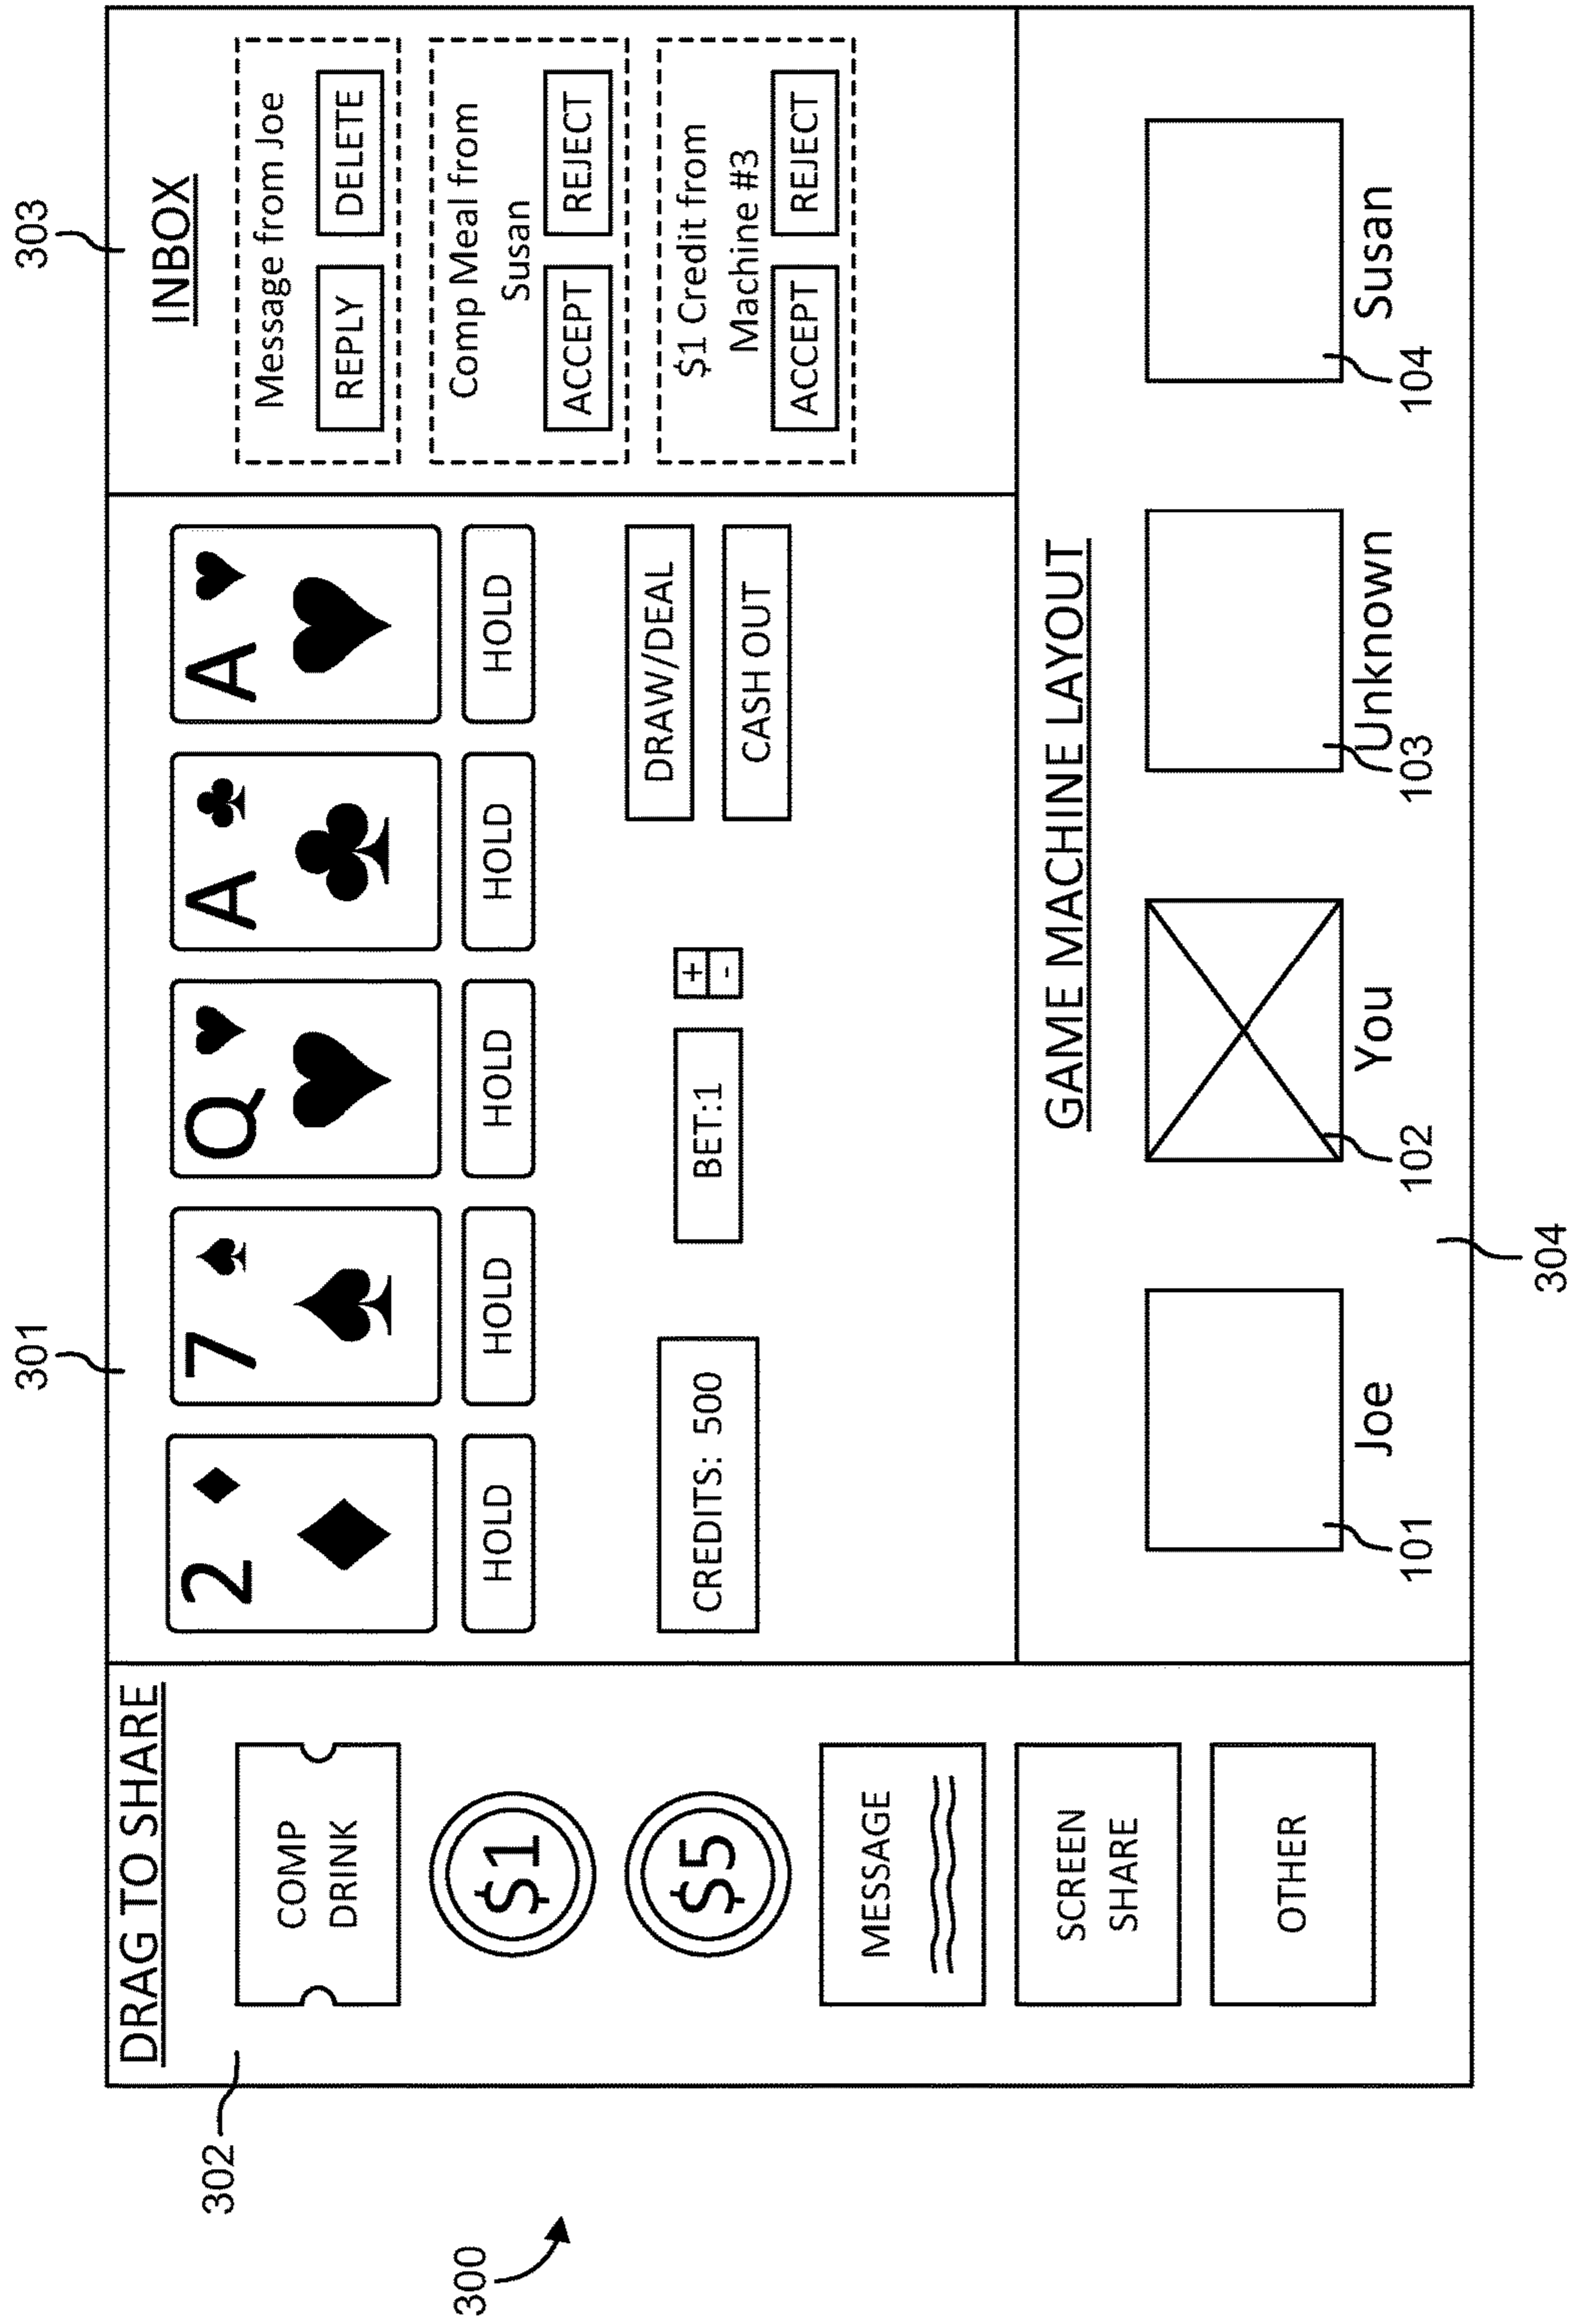 300
302
DRAG TO SHARE
COMP
DRINK
$1
$5
MESSAGE
SCREEN
SHARE
OTHER
301
2
7
Q
A
A
HOLD
HOLD
HOLD
HOLD
HOLD
CREDITS: 500
BET:1
+
-
DRAW/DEAL
CASH OUT
303
INBOX
Message from Joe
REPLY
DELETE
Comp Meal from
Susan
ACCEPT
REJECT
$1 Credit from
Machine #3
ACCEPT
REJECT
GAME MACHINE LAYOUT
Joe
You
Unknown
Susan
101
102
103
104
304